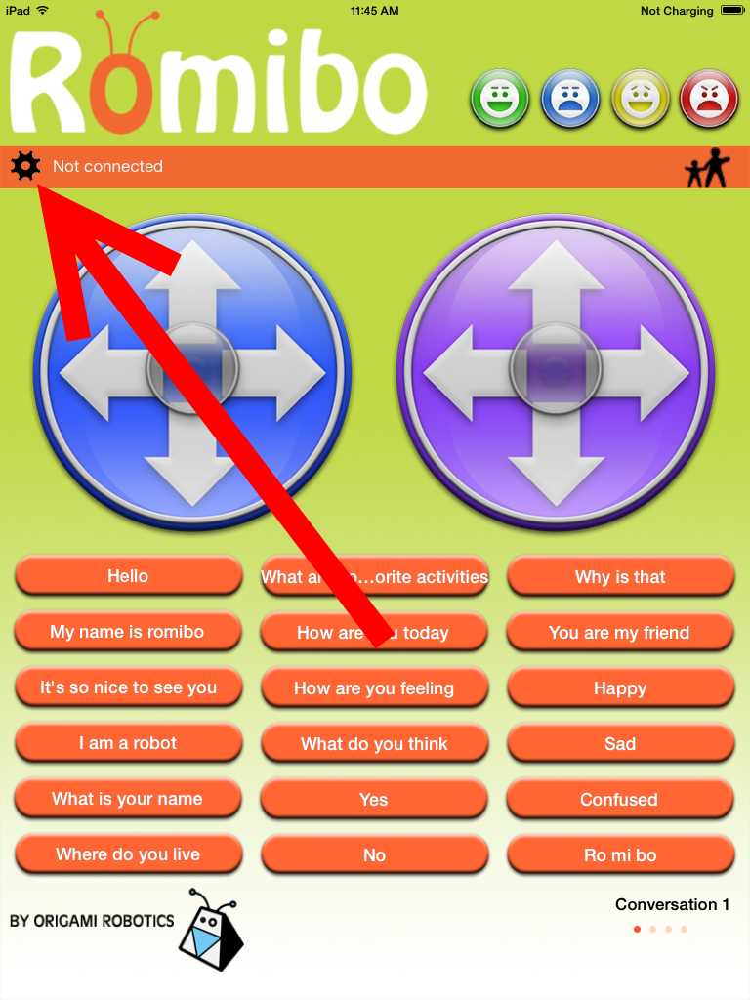 iPad 11:45 AM Not Charging
Romibo
Not connected
Hello
What ar o...orite activities
Why is that
My name is romibo
How are u today
You are my friend
It's so nice to see you
How are you feeling
Happy
I am a robot
What do you think
Sad
What is your name
Yes
Confused
Where do you live
No
Ro mi bo
BY ORIGAMI ROBOTICS
Conversation 1